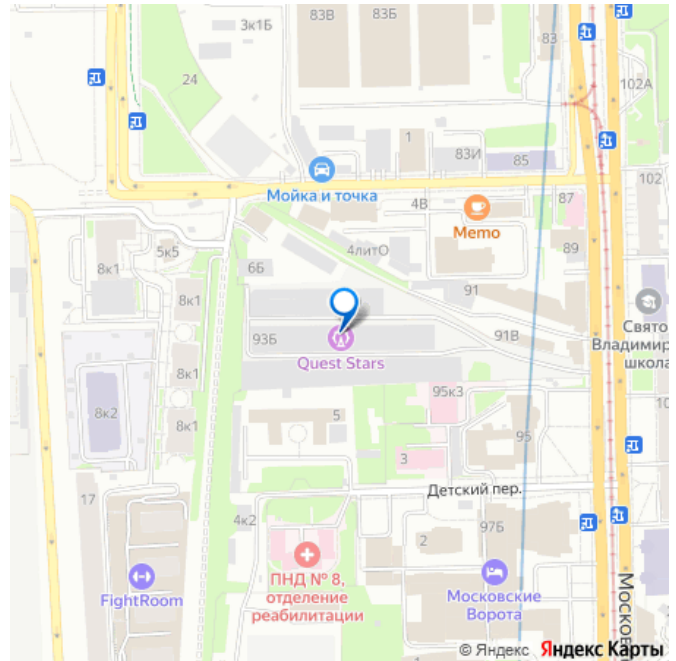 83В
83Б
83
3к1Б
24
102А
1
83И
85
102
Мойка и точка
4В
87
Memo
5к5
4литО
89
8к1
6Б
91
8к1
93Б
91В
Свято
Владимир
школа
Quest Stars
8к1
95к3
8к2
10
8к1
5
95
3
17
Детский пер.
4к2
97Б
2
ПНД № 8,
отделение
реабилитации
FightRoom
Московские
Ворота
Москов
© Яндекс Яндекс Карты